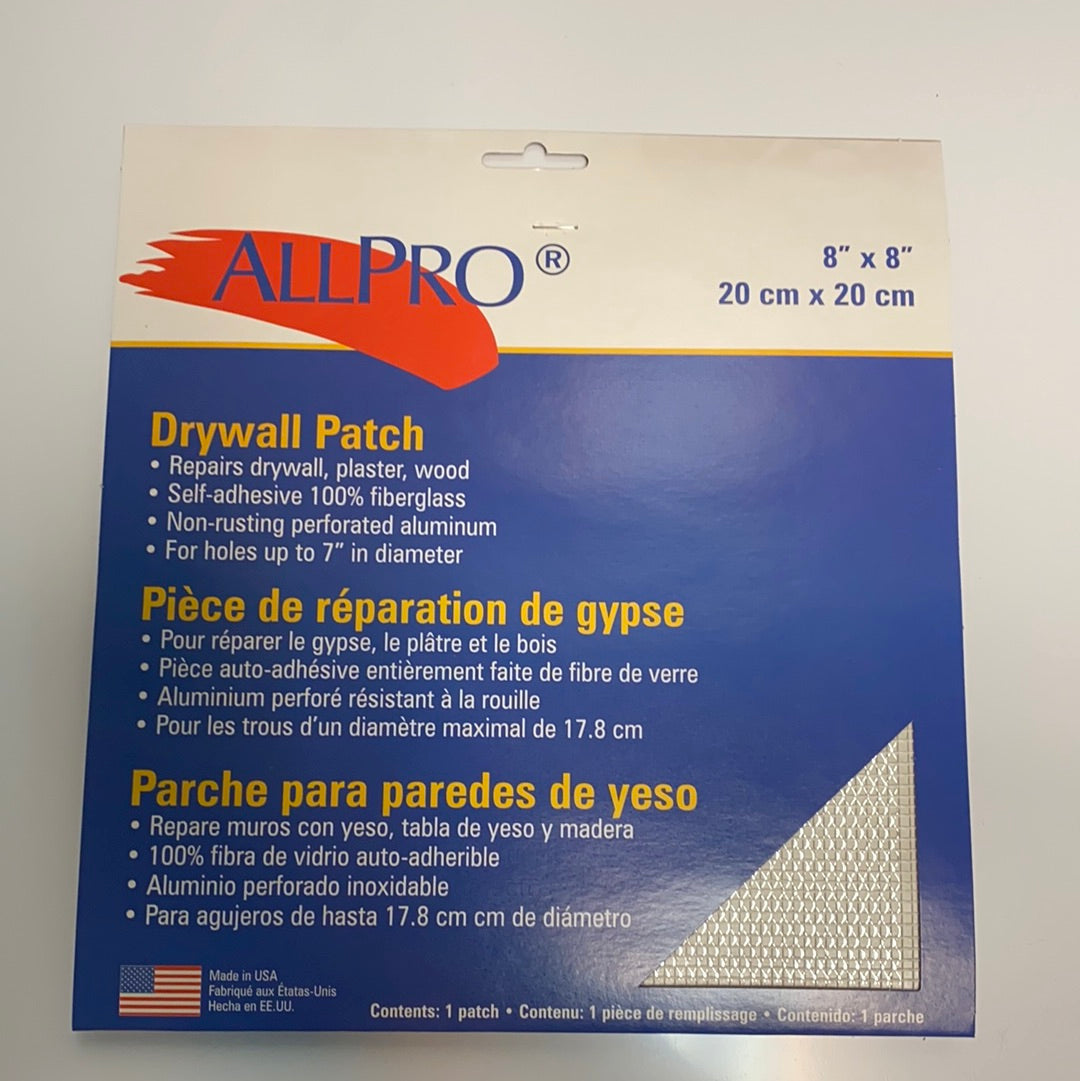 ALLPRO®
8” x 8”
20 cm x 20 cm
Drywall Patch
• Repairs drywall, plaster, wood
• Self-adhesive 100% fiberglass
• Non-rusting perforated aluminum
• For holes up to 7” in diameter
Pièce de réparation de gypse
• Pour réparer le gypse, le plâtre et le bois
• Pièce auto-adhésive entièrement faite de fibre de verre
• Aluminium perforé résistant à la rouille
• Pour les trous d’un diamètre maximal de 17.8 cm
Parche para paredes de yeso
• Repare muros con yeso, tabla de yeso y madera
• 100% fibra de vidrio auto-adherible
• Aluminio perforado inoxidable
• Para agujeros de hasta 17.8 cm cm de diámetro
Made in USA
Fabriqué aux Étatas-Unis
Hecha en EE.UU.
Contents: 1 patch • Contenu: 1 pièce de remplissage • Contenido: 1 parche